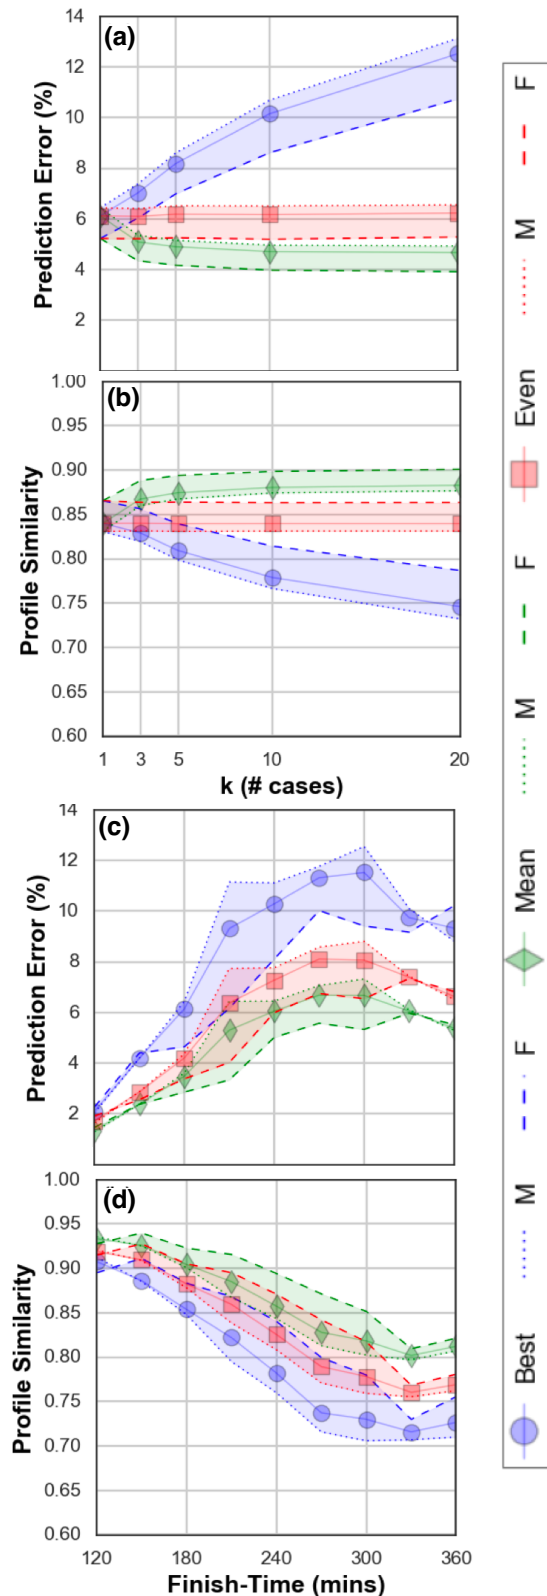 (a)
Prediction Error (%)
14
12
10
8
6
4
2
(b)
Profile Similarity
1.00
0.95
0.90
0.85
0.80
0.75
0.70
0.65
0.60
1 3 5 10 20
k (# cases)
(c)
Prediction Error (%)
14
12
10
8
6
4
2
(d)
Profile Similarity
1.00
0.95
0.90
0.85
0.80
0.75
0.70
0.65
0.60
120 180 240 300 360
Finish-Time (mins)
Best M F Mean M F Even M F